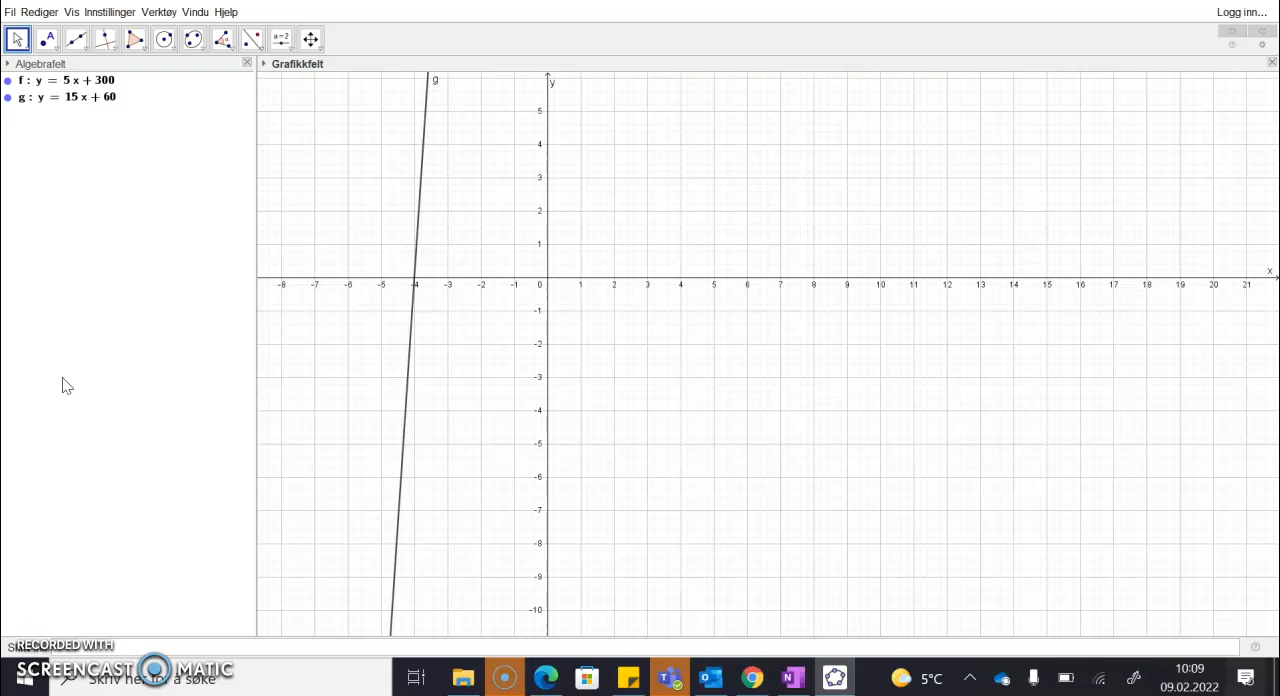 Fil Rediger Vis Innstillinger Verktøy Vindu Hjelp Logg inn...
A a=2
Algebrafelt Grafikkfelt
f : y = 5 x + 300
g : y = 15 x + 60
g
y
5
4
3
2
1
x
-8 -7 -6 -5 -4 -3 -2 -1 0 1 2 3 4 5 6 7 8 9 10 11 12 13 14 15 16 17 18 19 20 21
-1
-2
-3
-4
-5
-6
-7
-8
-9
-10
RECORDED WITH
SCREENCAST MATIC
Skriv her for å søke
5°C
10:09
09.02.2022